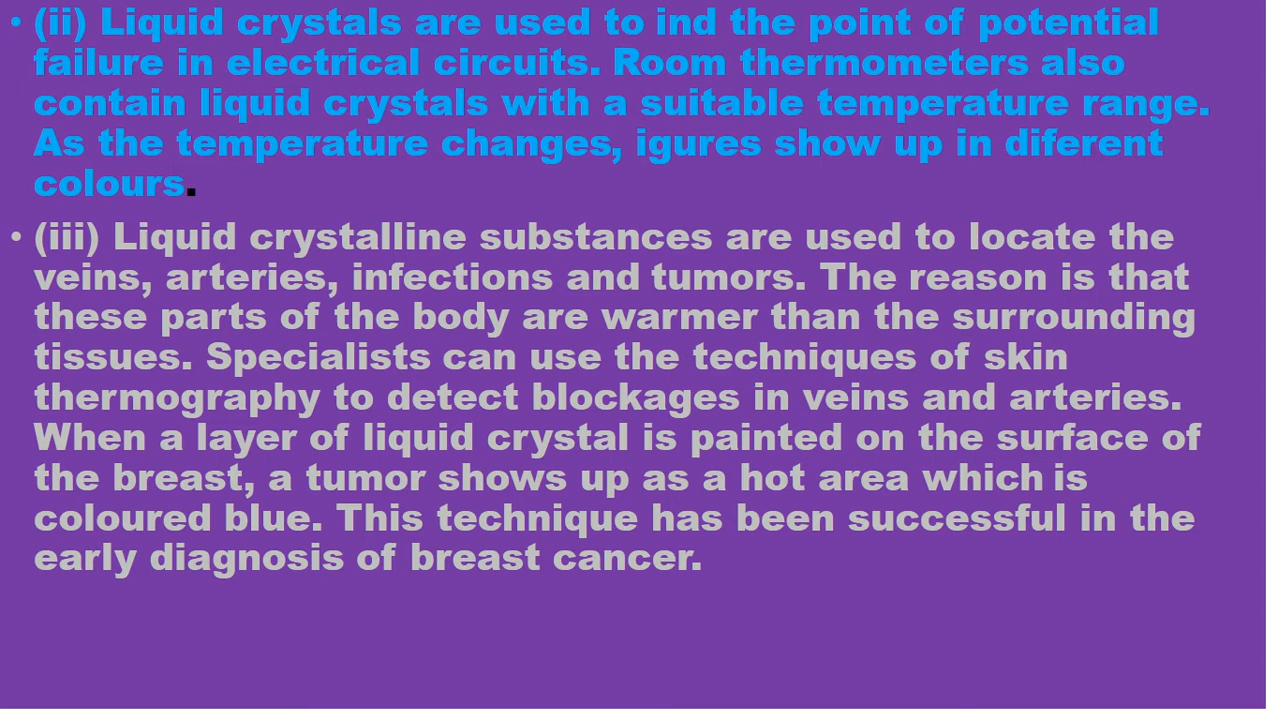 • (ii) Liquid crystals are used to ind the point of potential
failure in electrical circuits. Room thermometers also
contain liquid crystals with a suitable temperature range.
As the temperature changes, igures show up in diferent
colours.
• (iii) Liquid crystalline substances are used to locate the
veins, arteries, infections and tumors. The reason is that
these parts of the body are warmer than the surrounding
tissues. Specialists can use the techniques of skin
thermography to detect blockages in veins and arteries.
When a layer of liquid crystal is painted on the surface of
the breast, a tumor shows up as a hot area which is
coloured blue. This technique has been successful in the
early diagnosis of breast cancer.